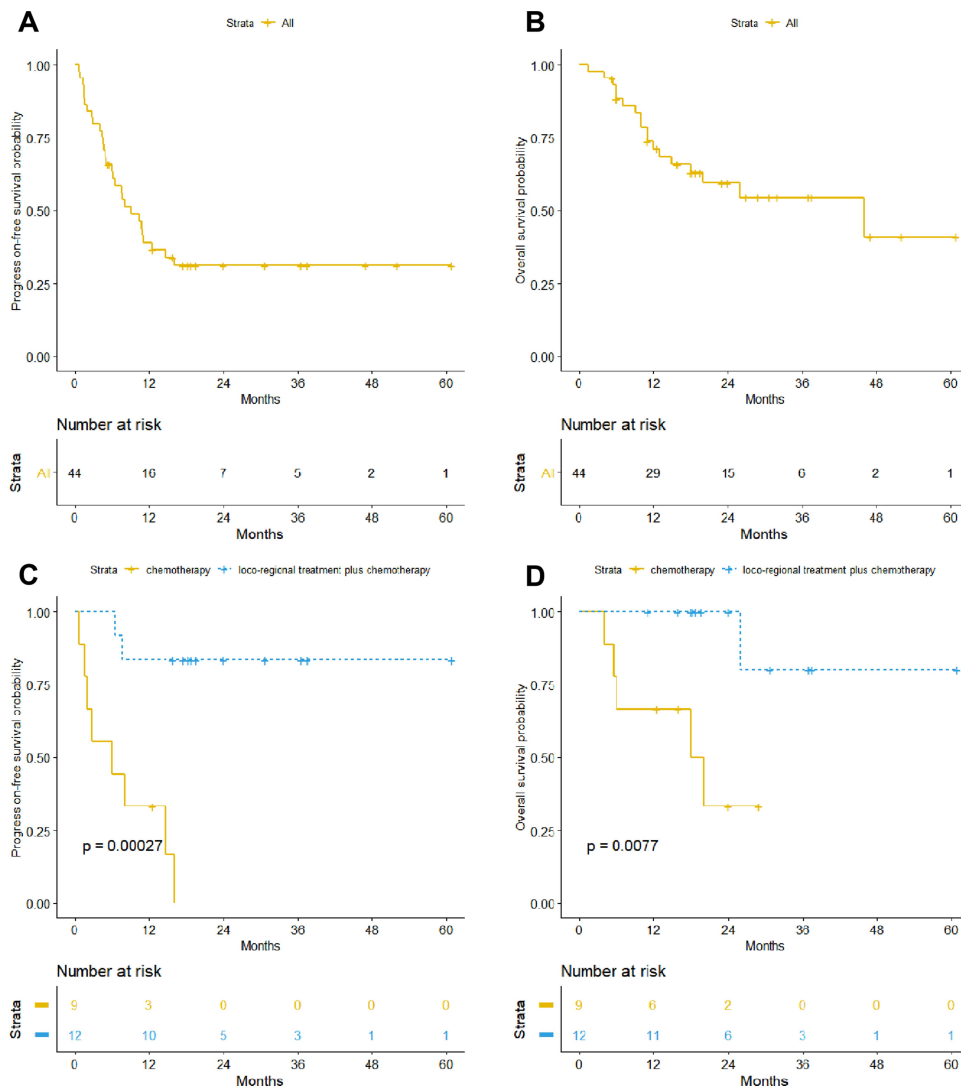 A
Strata All
Progress on-free survival probability
1.00
0.75
0.50
0.25
0.00
0 12 24 36 48 60
Months
Number at risk
Strata
All 44 16 7 5 2 1
0 12 24 36 48 60
Months
B
Strata All
Overall survival probability
1.00
0.75
0.50
0.25
0.00
0 12 24 36 48 60
Months
Number at risk
Strata
All 44 29 15 6 2 1
0 12 24 36 48 60
Months
C
Strata chemotherapy loco-regional treatment plus chemotherapy
Progress on-free survival probability
1.00
0.75
0.50
0.25
0.00
p = 0.00027
0 12 24 36 48 60
Months
Number at risk
Strata
9 3 0 0 0 0
12 10 5 3 1 1
0 12 24 36 48 60
Months
D
Strata chemotherapy loco-regional treatment plus chemotherapy
Overall survival probability
1.00
0.75
0.50
0.25
0.00
p = 0.0077
0 12 24 36 48 60
Months
Number at risk
Strata
9 6 2 0 0 0
12 11 6 3 1 1
0 12 24 36 48 60
Months